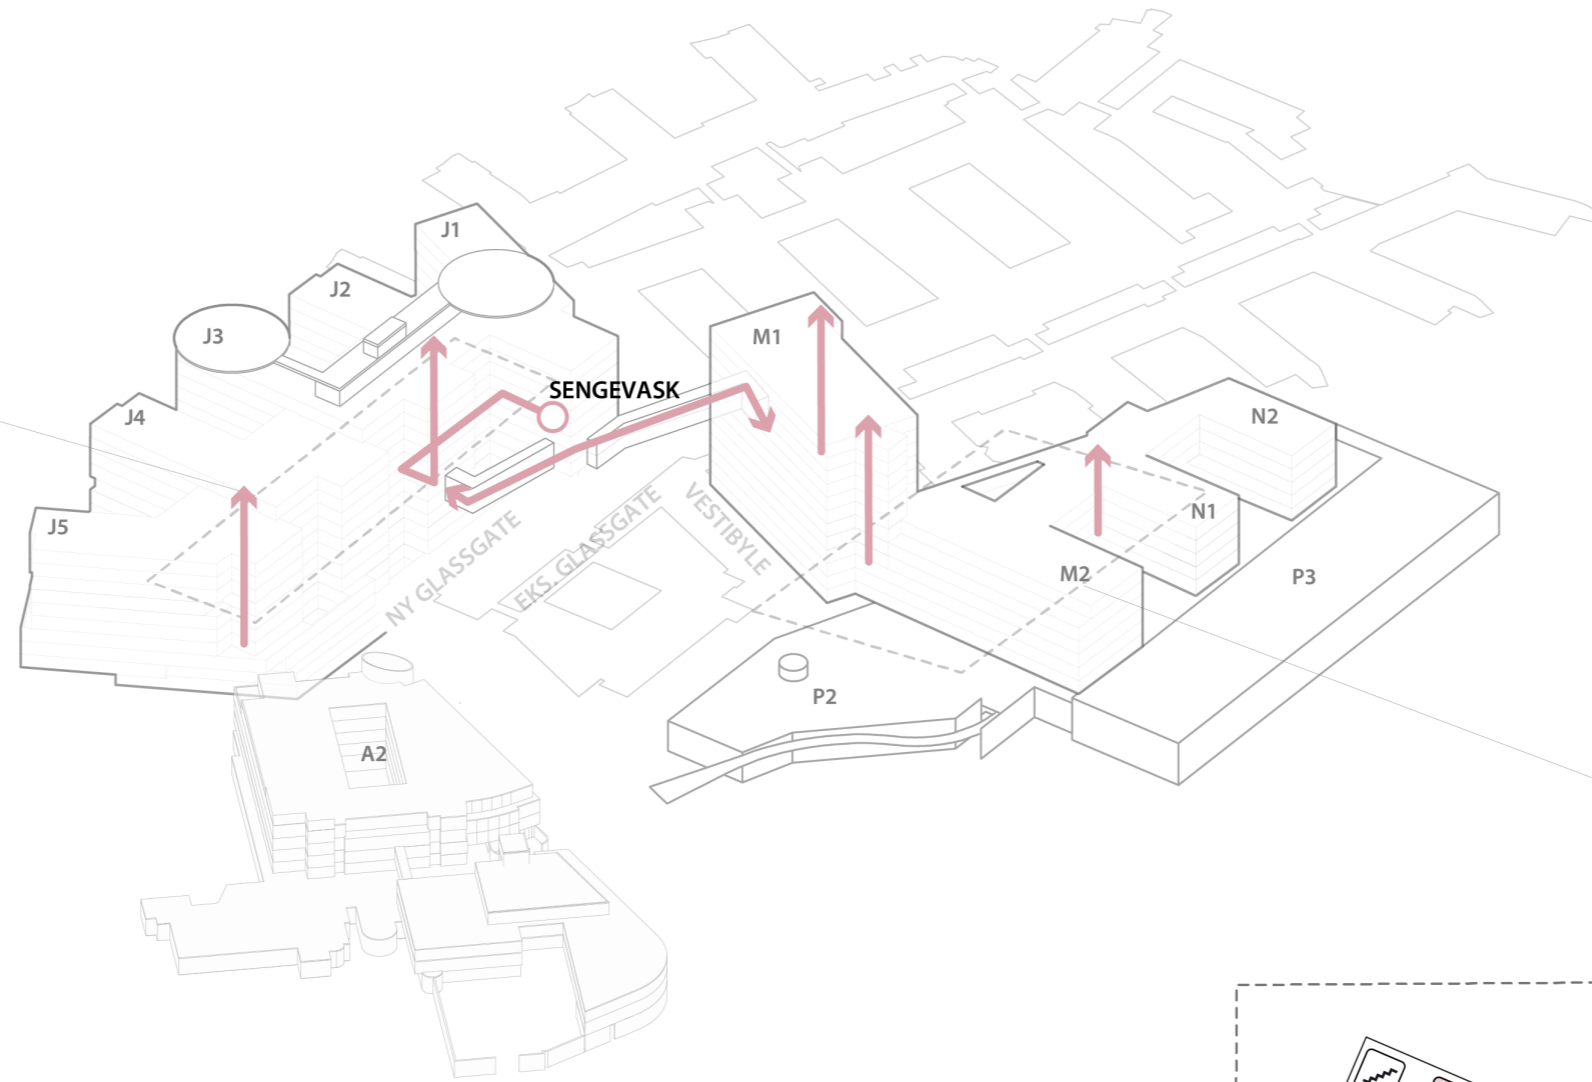 J1
J2
J3
M1
SENGEVASK
J4
N2
J5
N1
NY GLASSGATE
EKS. GLASSGATE
VESTIBYLE
M2
P3
P2
A2